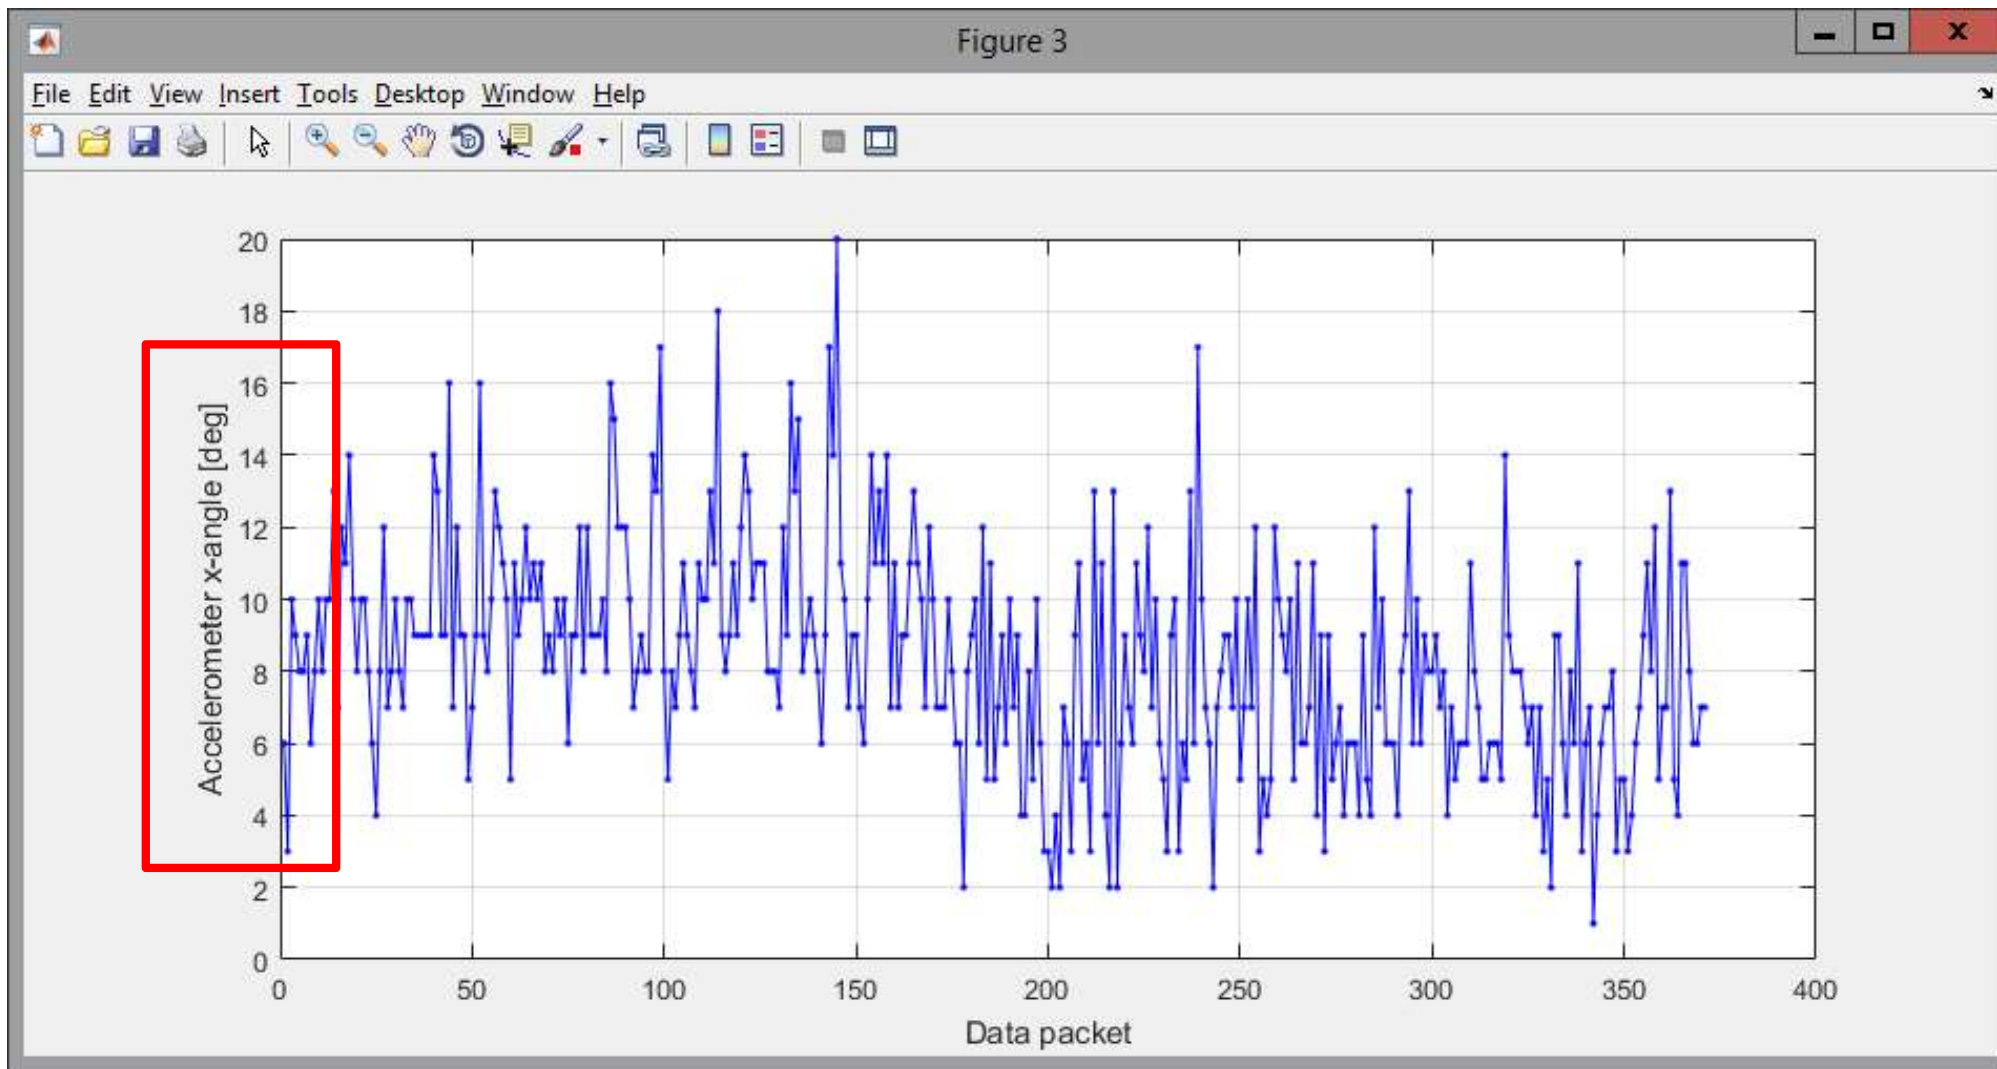 Figure 3
File Edit View Insert Tools Desktop Window Help
20
18
16
14
12
10
8
6
4
2
0
Accelerometer x-angle [deg]
0 50 100 150 200 250 300 350 400
Data packet